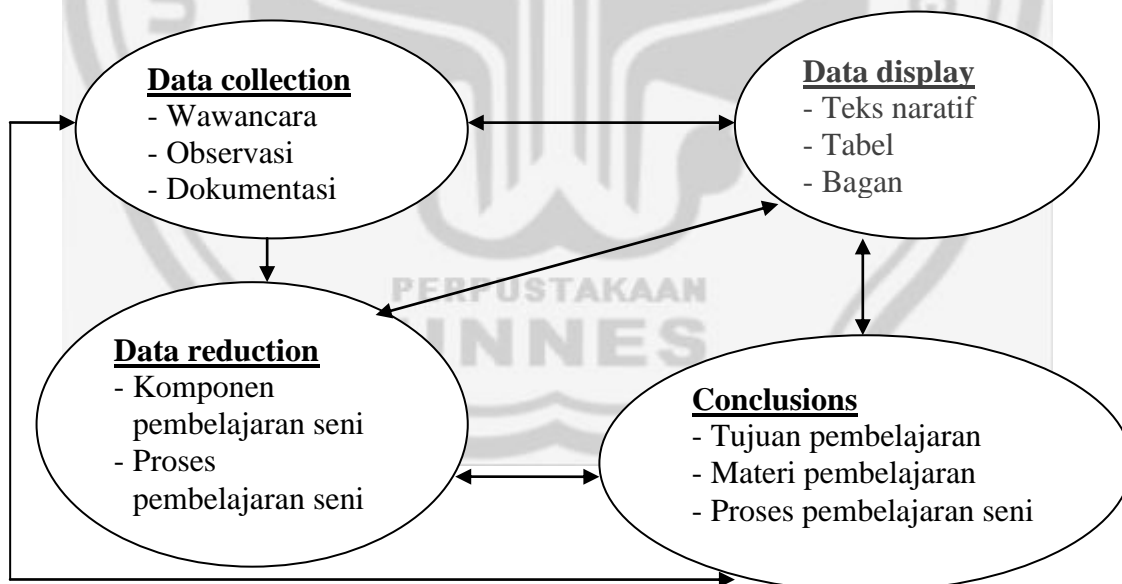 Data collection
- Wawancara
- Observasi
- Dokumentasi
Data display
- Teks naratif
- Tabel
- Bagan
PERPUSTAKAAN
UNNES
Data reduction
- Komponen
pembelajaran seni
- Proses
pembelajaran seni
Conclusions
- Tujuan pembelajaran
- Materi pembelajaran
- Proses pembelajaran seni